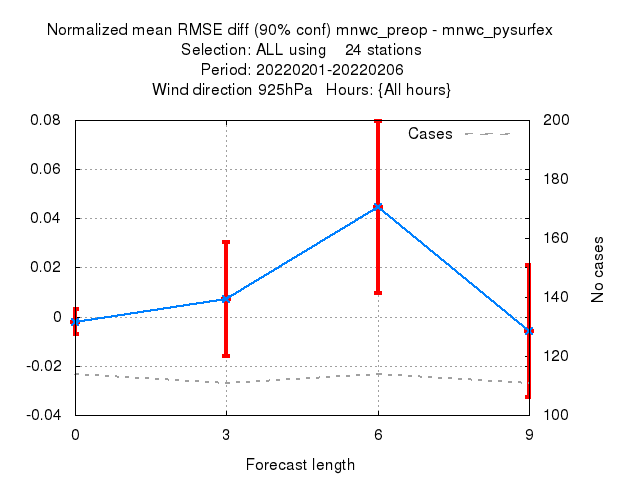 Normalized mean RMSE diff (90% conf) mnwc_preop - mnwc_pysurfex
Selection: ALL using    24 stations
Period: 20220201-20220206
Wind direction 925hPa   Hours: {All hours}
0.08
0.06
0.04
0.02
0
-0.02
-0.04
Cases
200
180
160
140
120
100
No cases
0 3 6 9
Forecast length